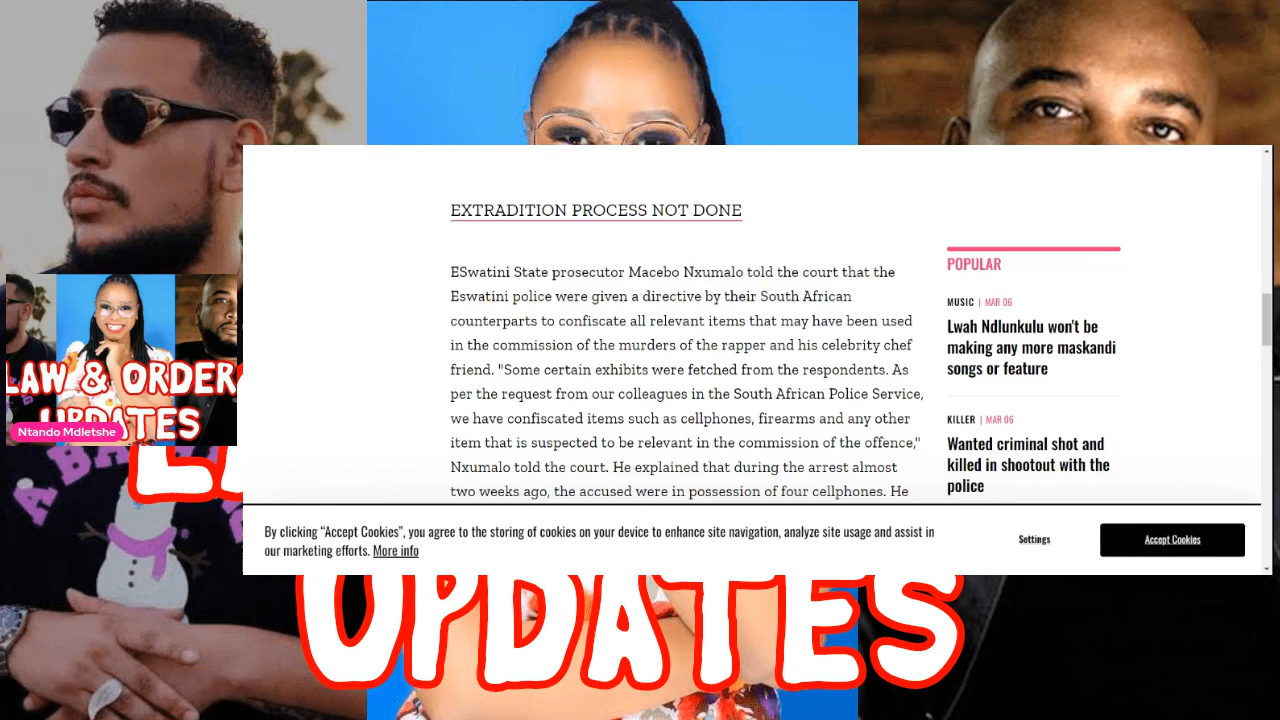 EXTRADITION PROCESS NOT DONE
ESwatini State prosecutor Macebo Nxumalo told the court that the
Eswatini police were given a directive by their South African
counterparts to confiscate all relevant items that may have been used
in the commission of the murders of the rapper and his celebrity chef
friend. "Some certain exhibits were fetched from the respondents. As
per the request from our colleagues in the South African Police Service,
we have confiscated items such as cellphones, firearms and any other
item that is suspected to be relevant in the commission of the offence,"
Nxumalo told the court. He explained that during the arrest almost
two weeks ago, the accused were in possession of four cellphones. He
POPULAR
MUSIC | MAR 06
Lwah Ndlunkulu won't be
making any more maskandi
songs or feature
KILLER | MAR 06
Wanted criminal shot and
killed in shootout with the
police
By clicking “Accept Cookies”, you agree to the storing of cookies on your device to enhance site navigation, analyze site usage and assist in
our marketing efforts. More info
Settings
Accept Cookies
LAW & ORDER
UPDATES
Ntando Mdletshe
UPDATES